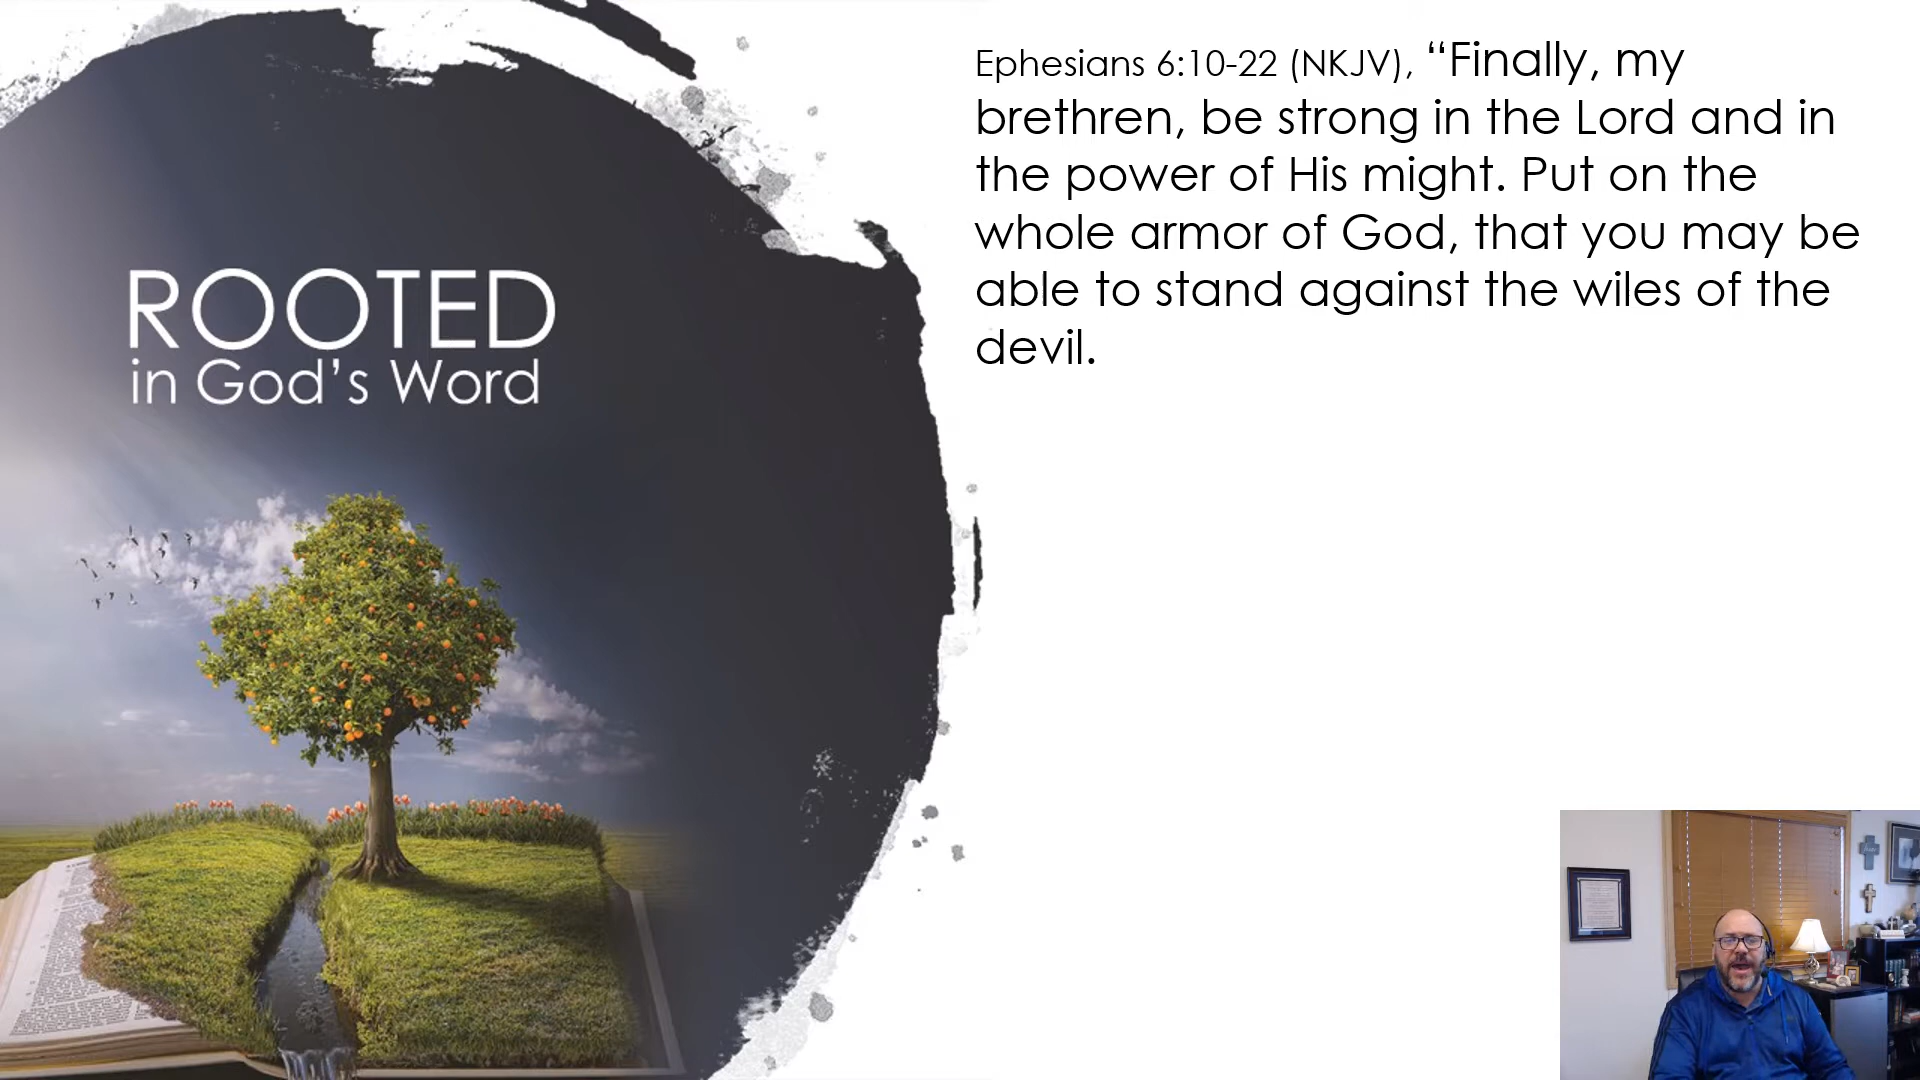 ROOTED
in God’s Word
Ephesians 6:10-22 (NKJV), “Finally, my
brethren, be strong in the Lord and in
the power of His might. Put on the
whole armor of God, that you may be
able to stand against the wiles of the
devil.